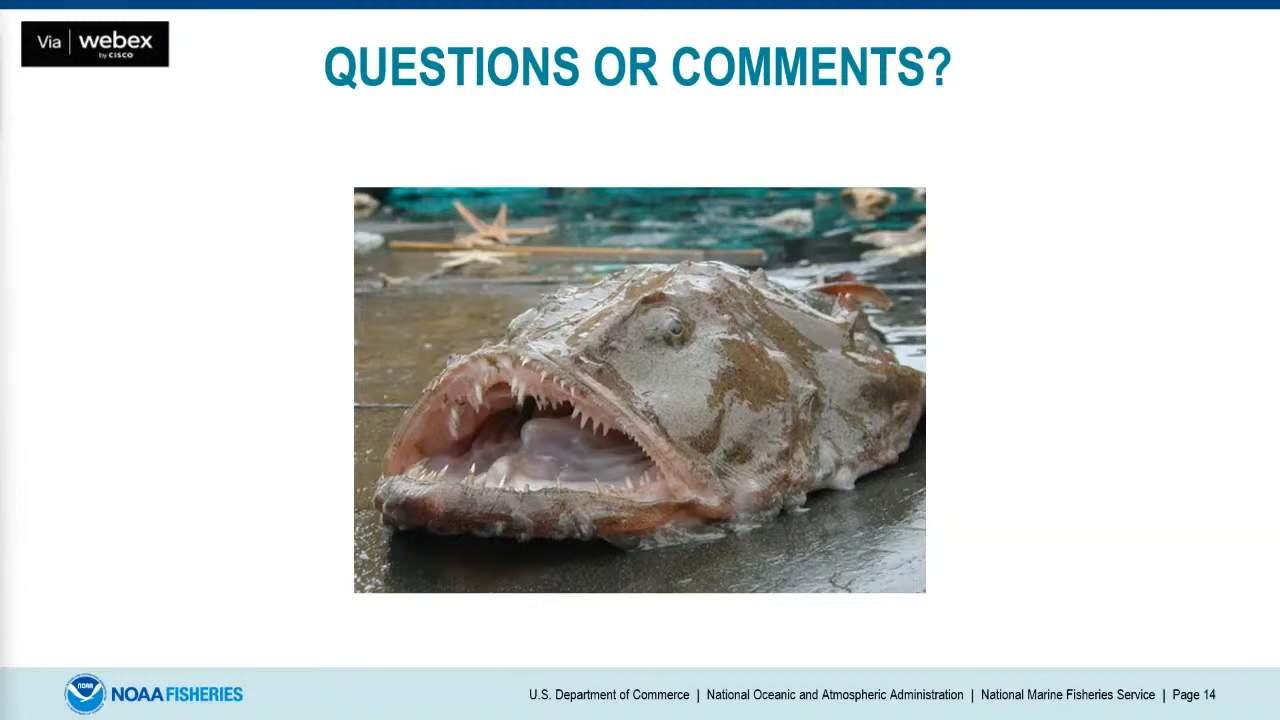 Via | webex
by CISCO
QUESTIONS OR COMMENTS?
NOAA
NOAA FISHERIES
U.S. Department of Commerce | National Oceanic and Atmospheric Administration | National Marine Fisheries Service | Page 14